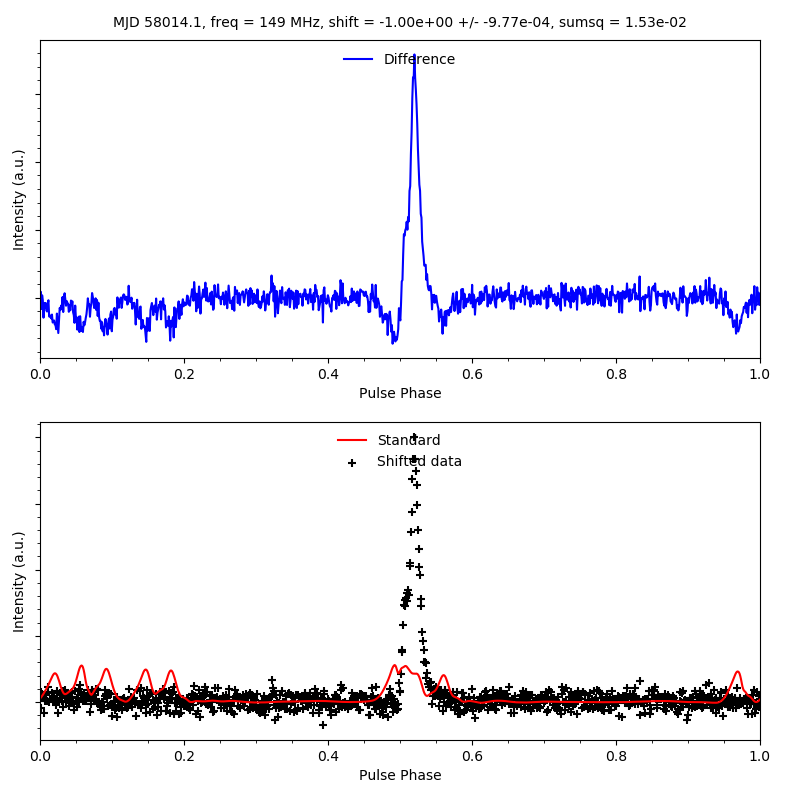 MJD 58014.1, freq = 149 MHz, shift = -1.00e+00 +/- -9.77e-04, sumsq = 1.53e-02
Difference
Intensity (a.u.)
0.0 0.2 0.4 0.6 0.8 1.0
Pulse Phase
Standard
Shifted data
Intensity (a.u.)
0.0 0.2 0.4 0.6 0.8 1.0
Pulse Phase